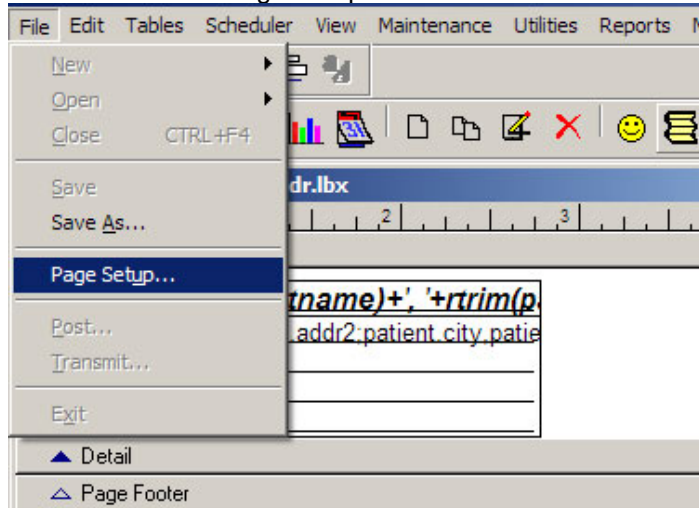 File Edit Tables Scheduler View Maintenance Utilities Reports
New
Open
Close CTRL+F4
Save
dr.lbx
Save As...
2 3
Page Setup...
tname)+', '+rtrim(p
Post...
addr2;patient.city,patie
Transmit...
Exit
Detail
Page Footer